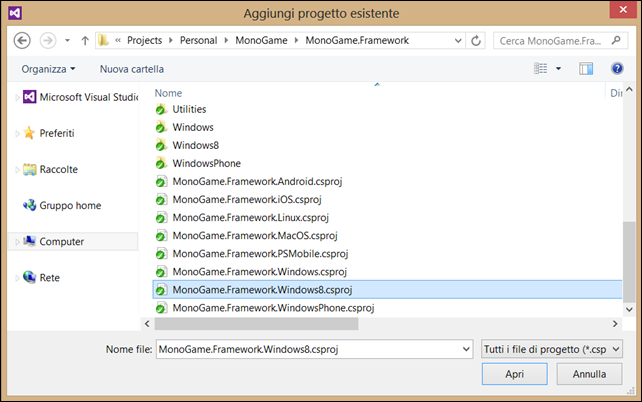 Aggiungi progetto esistente
« Projects Personal MonoGame MonoGame.Framework
Cerca MonoGame.Fra...
Organizza Nuova cartella
Microsoft Visual Studi
Preferiti
Raccolte
Gruppo home
Computer
Rete
Nome
Utilities
Windows
Windows8
WindowsPhone
MonoGame.Framework.Android.csproj
MonoGame.Framework.iOS.csproj
MonoGame.Framework.Linux.csproj
MonoGame.Framework.MacOS.csproj
MonoGame.Framework.PSMobile.csproj
MonoGame.Framework.Windows.csproj
MonoGame.Framework.Windows8.csproj
MonoGame.Framework.WindowsPhone.csproj
Nome file: MonoGame.Framework.Windows8.csproj
Tutti i file di progetto (*.csp
Apri Annulla